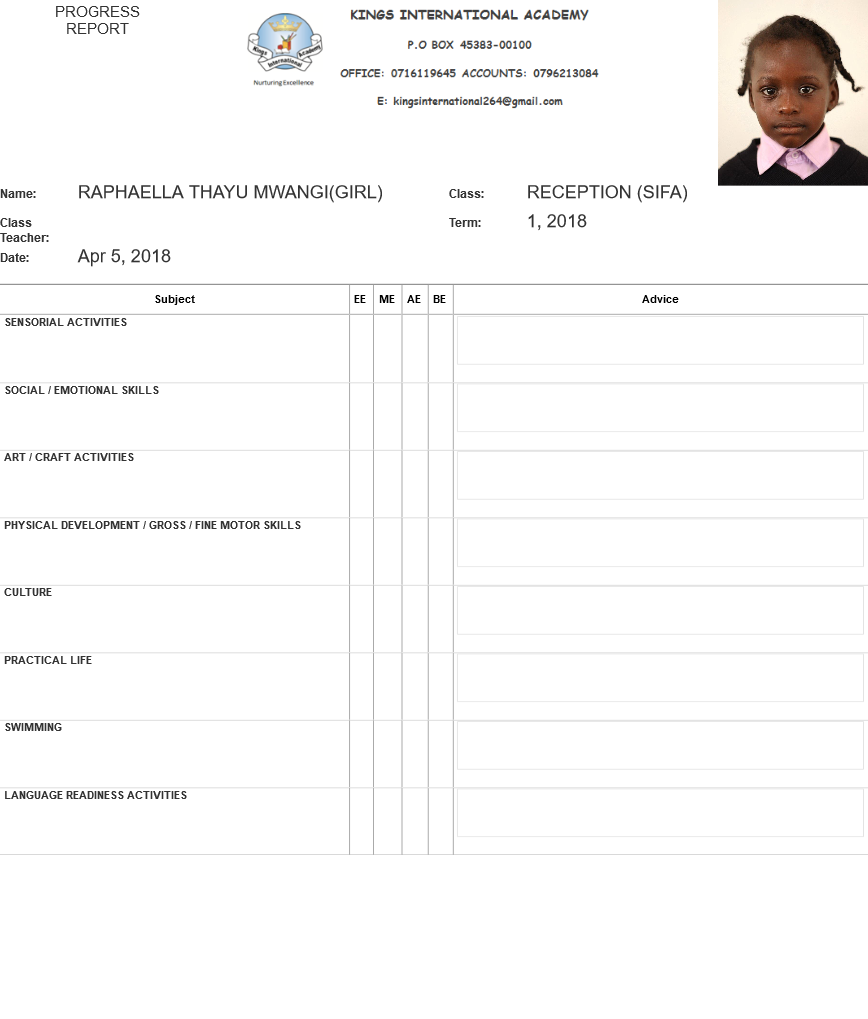 PROGRESS
REPORT
Kings International Academy
Nurturing Excellence
KINGS INTERNATIONAL ACADEMY
P.O BOX 45383-00100
OFFICE: 0716119645 ACCOUNTS: 0796213084
E: kingsinternational264@gmail.com
Name: RAPHAELLA THAYU MWANGI(GIRL) Class: RECEPTION (SIFA)
Class Term: 1, 2018
Teacher:
Date: Apr 5, 2018
Subject EE ME AE BE Advice
SENSORIAL ACTIVITIES
SOCIAL / EMOTIONAL SKILLS
ART / CRAFT ACTIVITIES
PHYSICAL DEVELOPMENT / GROSS / FINE MOTOR SKILLS
CULTURE
PRACTICAL LIFE
SWIMMING
LANGUAGE READINESS ACTIVITIES